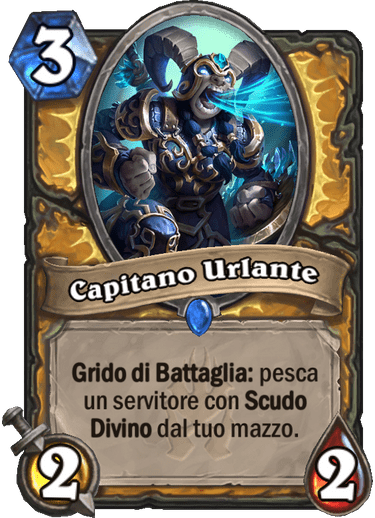 3
Capitano Urlante
Grido di Battaglia: pesca
un servitore con Scudo
Divino dal tuo mazzo.
2
2